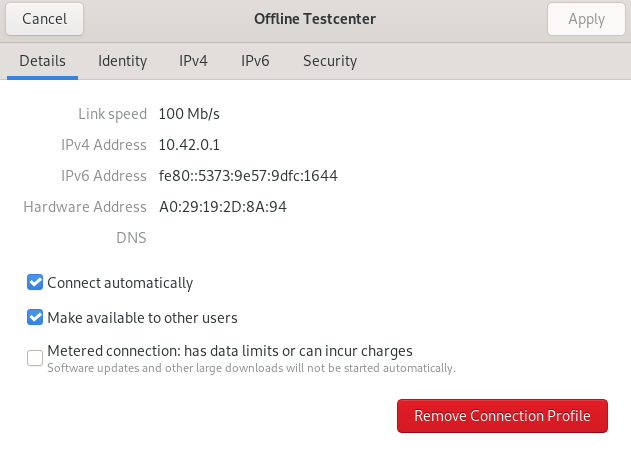 Cancel Offline Testcenter Apply
Details Identity IPv4 IPv6 Security
Link speed 100 Mb/s
IPv4 Address 10.42.0.1
IPv6 Address fe80::5373:9e57:9dfc:1644
Hardware Address A0:29:19:2D:8A:94
DNS
Connect automatically
Make available to other users
Metered connection: has data limits or can incur charges
Software updates and other large downloads will not be started automatically.
Remove Connection Profile